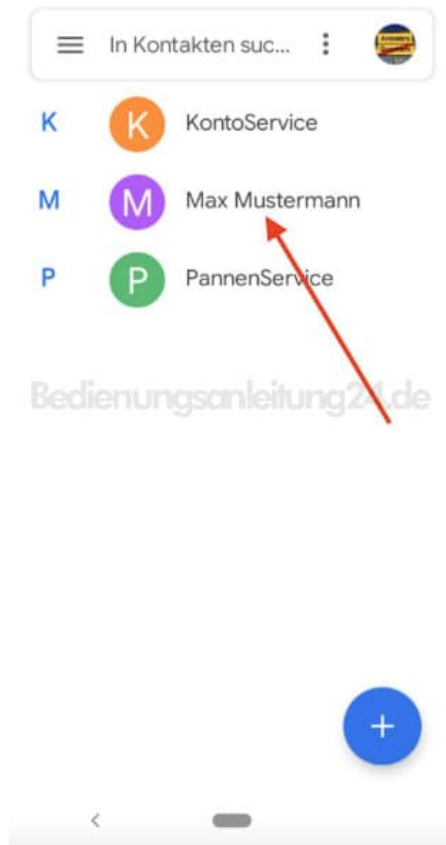 In Kontakten suc...
K K KontoService
M M Max Mustermann
P P PannenService
Bedienungsanleitung24.de